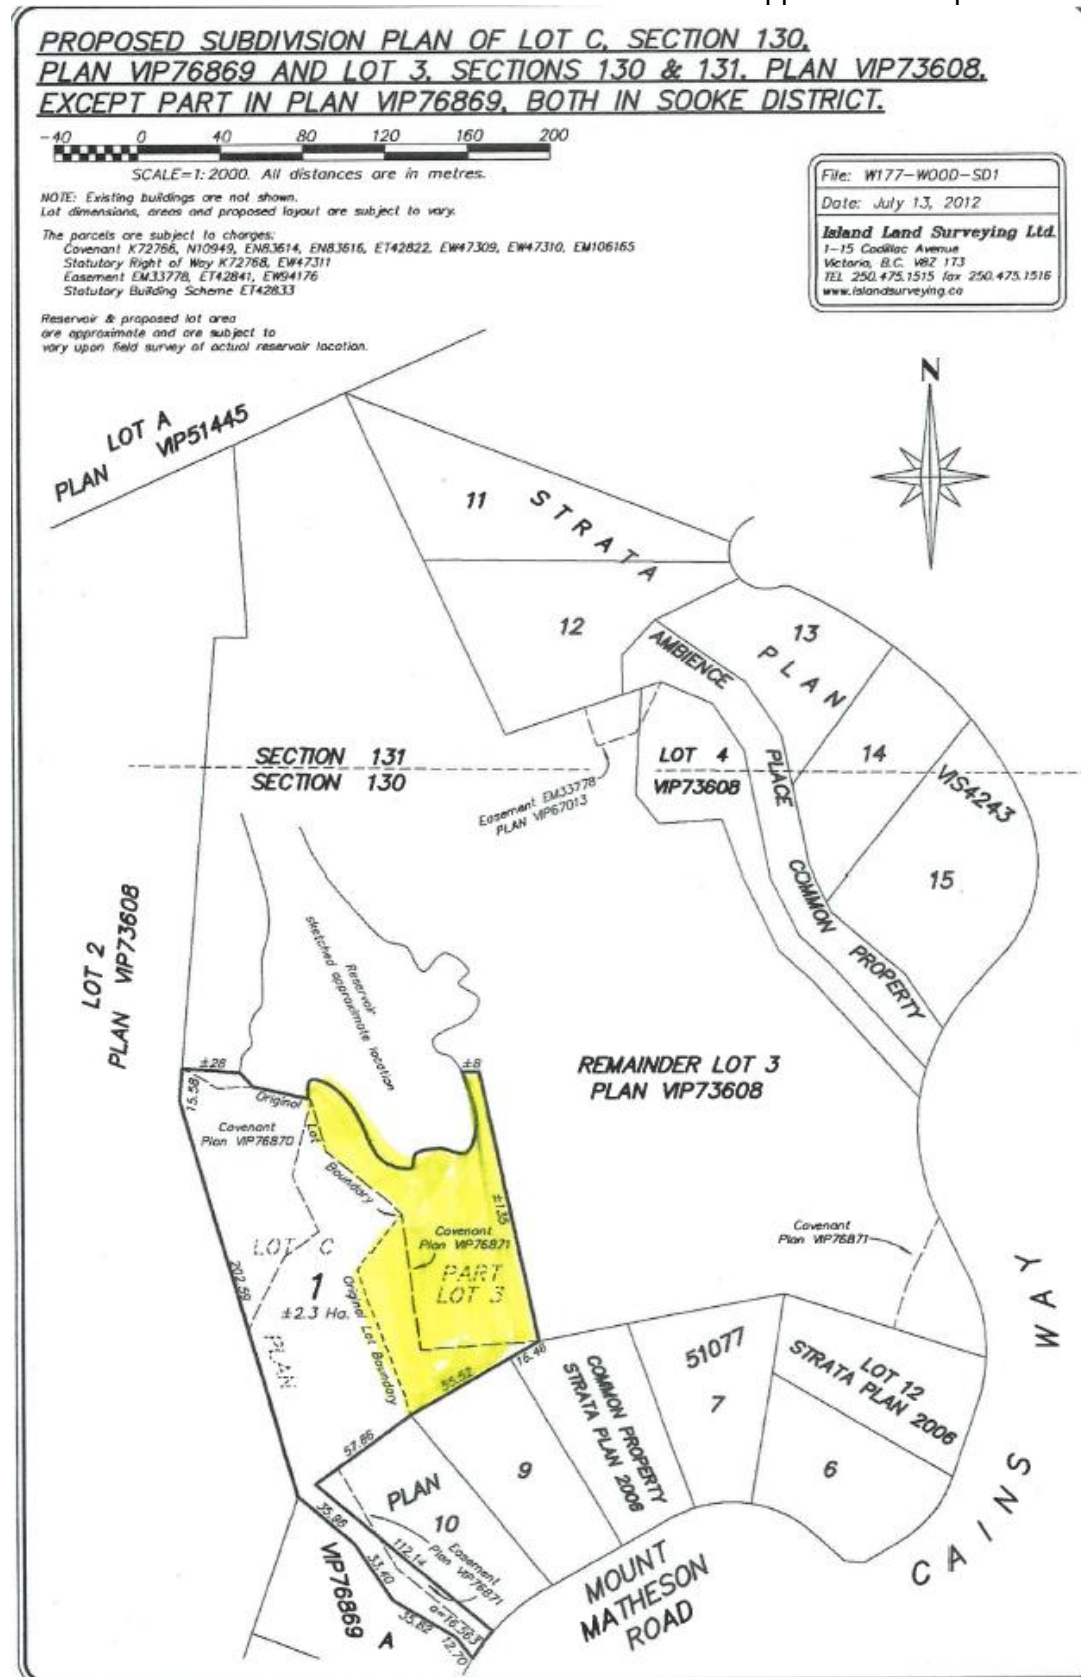 PROPOSED SUBDIVISION PLAN OF LOT C, SECTION 130,
PLAN VIP76869 AND LOT 3, SECTIONS 130 & 131, PLAN VIP73608,
EXCEPT PART IN PLAN VIP76869, BOTH IN SOOKE DISTRICT.
-40 0 40 80 120 160 200
SCALE=1:2000. All distances are in metres.
NOTE: Existing buildings are not shown.
Lot dimensions, areas and proposed layout are subject to vary.
The parcels are subject to charges:
Covenant K72766, N10949, EN83614, EN83616, ET42822, EW47309, EW47310, EM106165
Statutory Right of Way K72768, EW47311
Easement EM33778, ET42841, EW94176
Statutory Building Scheme ET42833
Reservoir & proposed lot area
are approximate and are subject to
vary upon field survey of actual reservoir location.
File: W177-WOOD-SD1
Date: July 13, 2012
Island Land Surveying Ltd.
1-15 Cadillac Avenue
Victoria, B.C. V8Z 1T3
TEL 250.475.1515 fax 250.475.1516
www.islandsurveying.ca
N
LOT A
PLAN VIP51445
11
STRATA
12
13
PLAN
14
VIS4243
15
AMBIENCE
PLACE
COMMON
PROPERTY
SECTION 131
SECTION 130
LOT 4
VIP73608
Easement EM33778
PLAN VIP67013
LOT 2
PLAN VIP73608
Reservoir
sketched approximate location
±28
±8
15.58
Original
Lot
Boundary
Covenant
Plan VIP76870
REMAINDER LOT 3
PLAN VIP73608
±135
Covenant
Plan VIP76871
PART
LOT 3
LOT C
1
±2.3 Ha.
202.59
PLAN
Original Lot Boundary
Covenant
Plan VIP76871
16.46
55.52
57.86
COMMON PROPERTY
STRATA PLAN 2006
51077
7
LOT 12
STRATA PLAN 2006
6
9
PLAN
10
Easement
Plan VIP76871
112.14
35.96
33.60
35.82
12.70
a=16.563
VIP76869
A
MOUNT
MATHESON
ROAD
CAINS WAY